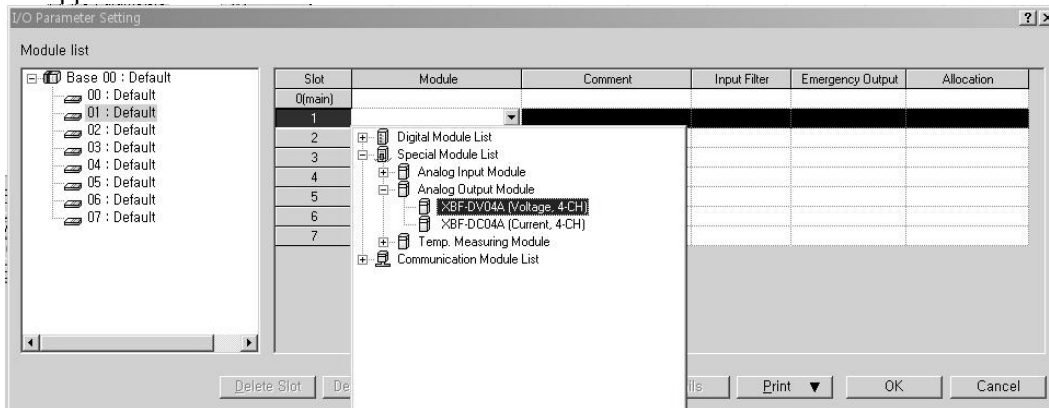 I/O Parameter Setting
Module list
Base 00 : Default
00 : Default
01 : Default
02 : Default
03 : Default
04 : Default
05 : Default
06 : Default
07 : Default
Slot Module Comment Input Filter Emergency Output Allocation
0(main)
1
2
3
4
5
6
7
Digital Module List
Special Module List
Analog Input Module
Analog Output Module
XBF-DV04A (Voltage, 4-CH)
XBF-DC04A (Current, 4-CH)
Temp. Measuring Module
Communication Module List
Delete Slot De ils Print OK Cancel